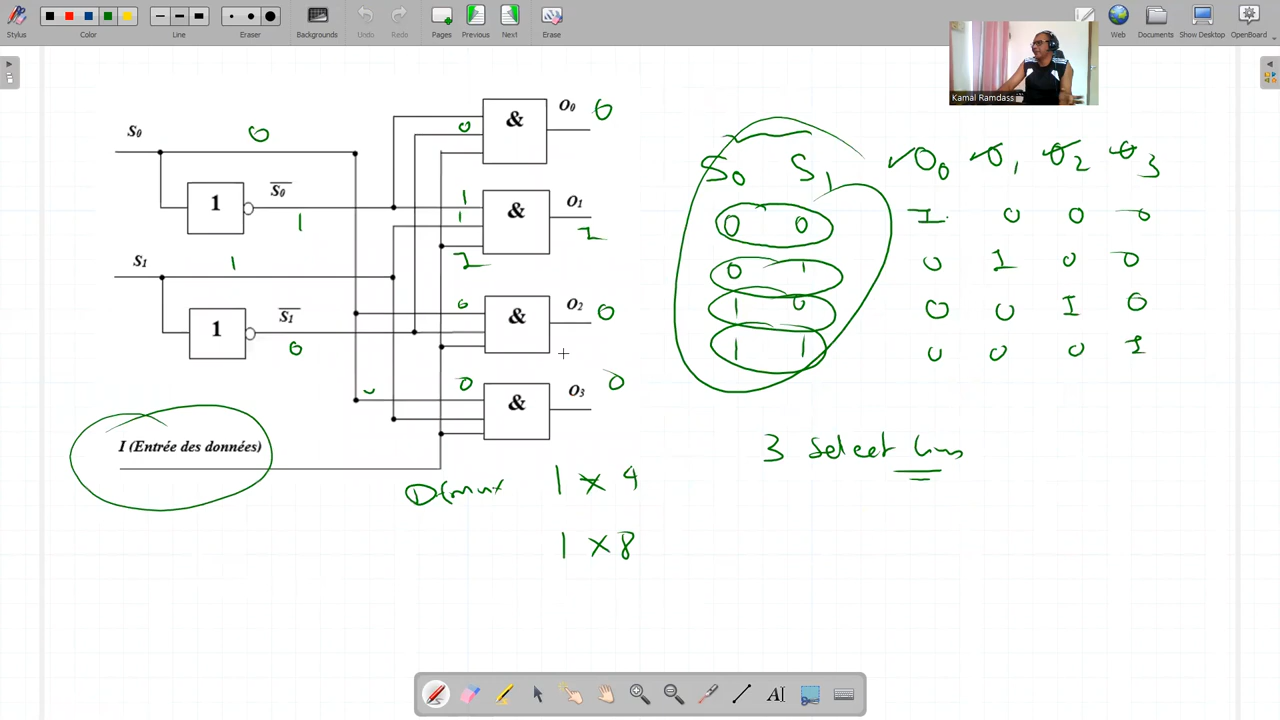 Stylus Color Line Eraser Backgrounds Undo Redo Pages Previous Next Erase Web Documents Show Desktop OpenBoard
Kamal Ramdass
S0 0
1 S̅0̅ 1
S1 1
1 S̅1̅ 0
I (Entrée des données)
0 & O0 0
1
1 & O1 I
I
0 & O2 0
0 & O3 0
Demux 1 x 4
1 x 8
S0 S1 O0 O1 O2 O3
0 0 I 0 0 0
0 1 0 I 0 0
1 0 0 0 I 0
1 1 0 0 0 I
3 select lines
AI